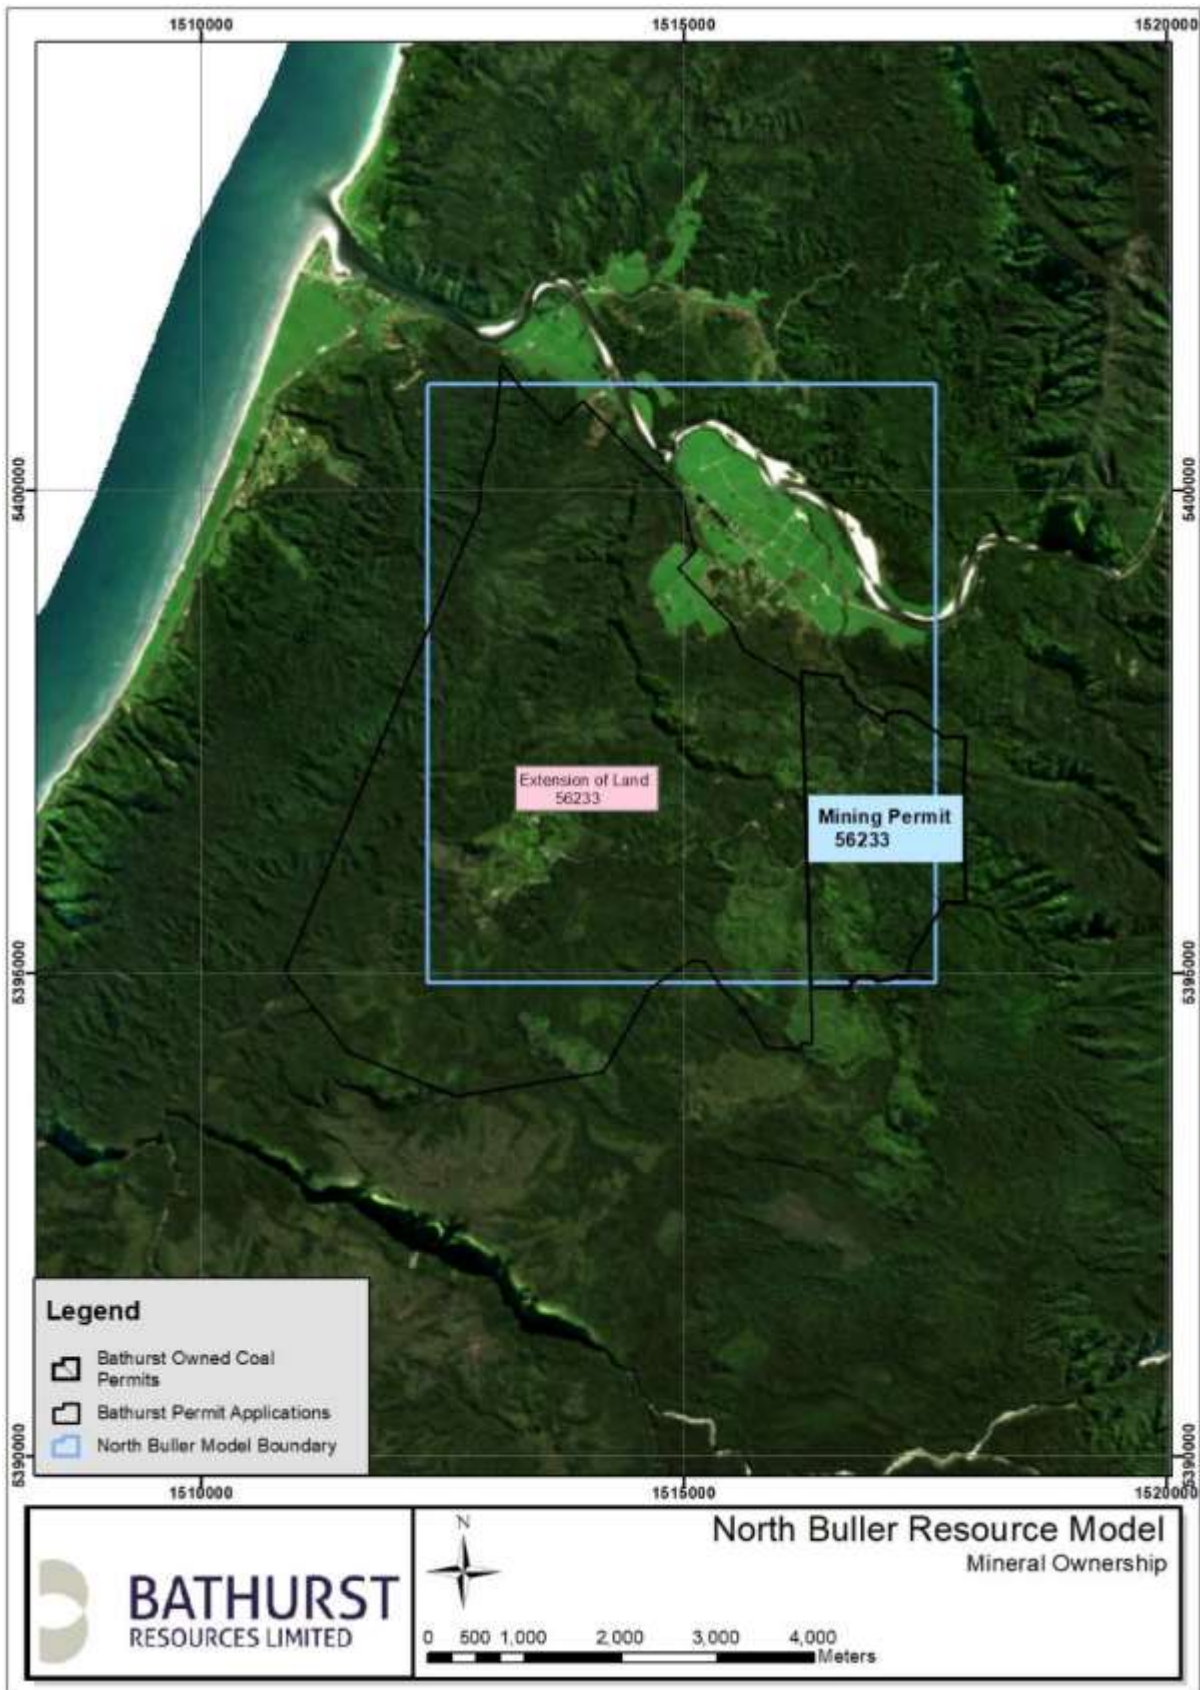 1510000
1515000
1520000
5400000
5400000
Extension of Land
56233
Mining Permit
56233
5395000
5395000
Legend
Bathurst Owned Coal
Permits
Bathurst Permit Applications
North Buller Model Boundary
5390000
5390000
1510000
1515000
1520000
BATHURST
RESOURCES LIMITED
N
North Buller Resource Model
Mineral Ownership
0 500 1,000 2,000 3,000 4,000
Meters